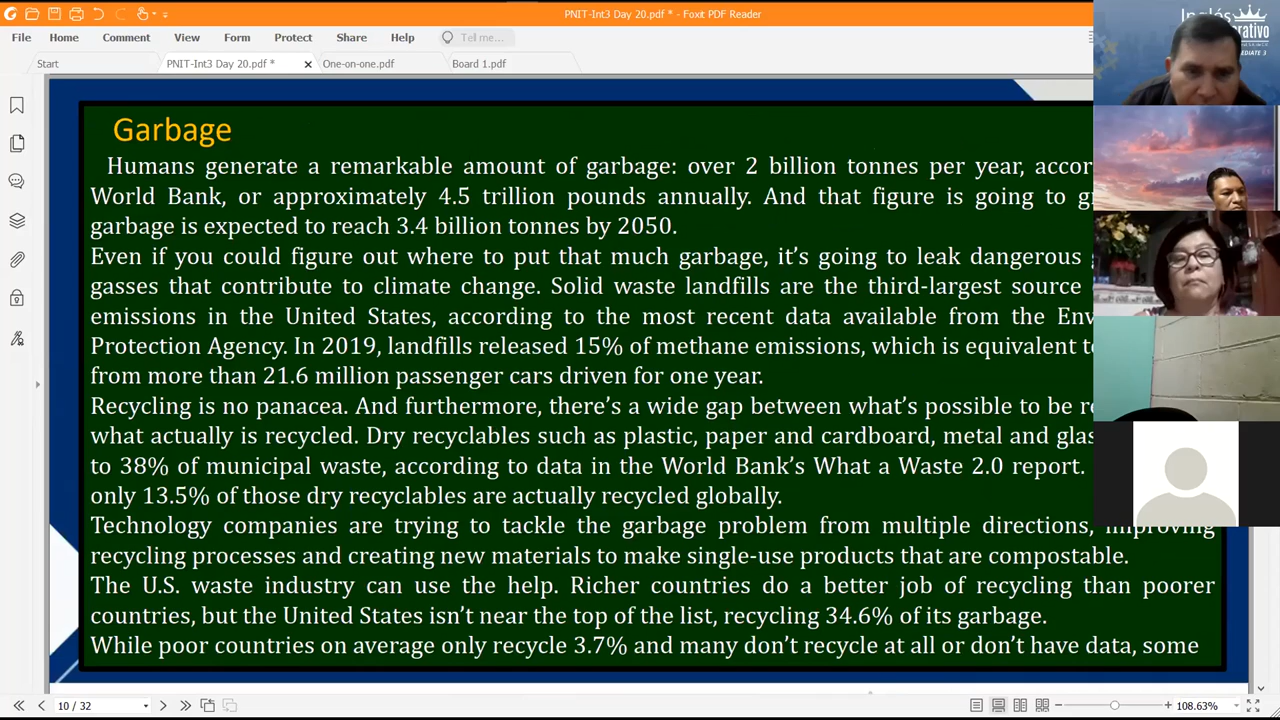 PNIT-Int3 Day 20.pdf * - Foxit PDF Reader
File Home Comment View Form Protect Share Help Tell me...
Start PNIT-Int3 Day 20.pdf * One-on-one.pdf Board 1.pdf
Inglés
EDIATE 3
Garbage
Humans generate a remarkable amount of garbage: over 2 billion tonnes per year,
World Bank, or approximately 4.5 trillion pounds annually. And that figure is going to
garbage is expected to reach 3.4 billion tonnes by 2050.
Even if you could figure out where to put that much garbage, it's going to leak dangerous
gasses that contribute to climate change. Solid waste landfills are the third-largest source
emissions in the United States, according to the most recent data available from the
Protection Agency. In 2019, landfills released 15% of methane emissions, which is equivalent
from more than 21.6 million passenger cars driven for one year.
Recycling is no panacea. And furthermore, there's a wide gap between what's possible to be
what actually is recycled. Dry recyclables such as plastic, paper and cardboard, metal and
to 38% of municipal waste, according to data in the World Bank's What a Waste 2.0 report.
only 13.5% of those dry recyclables are actually recycled globally.
Technology companies are trying to tackle the garbage problem from multiple directions, improving
recycling processes and creating new materials to make single-use products that are compostable.
The U.S. waste industry can use the help. Richer countries do a better job of recycling than poorer
countries, but the United States isn't near the top of the list, recycling 34.6% of its garbage.
While poor countries on average only recycle 3.7% and many don't recycle at all or don't have data, some
10 / 32 108.63%